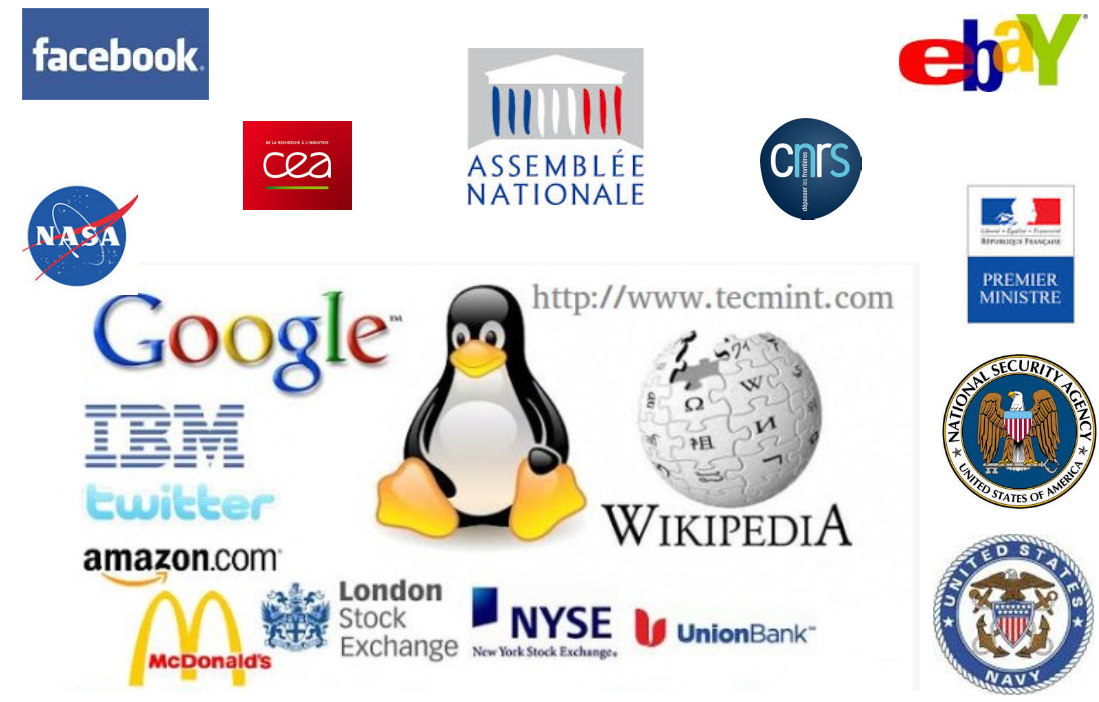 facebook.
ebaY®
DE LA RECHERCHE À L'INDUSTRIE
cea
ASSEMBLÉE
NATIONALE
cnrs
dépasser les frontières
NASA
Liberté • Égalité • Fraternité
RÉPUBLIQUE FRANÇAISE
PREMIER
MINISTRE
http://www.tecmint.com
Google™
IBM
twitter
amazon.com®
Ω
W
И
祖
WIKIPEDIA
NATIONAL SECURITY AGENCY
UNITED STATES OF AMERICA
McDonald's
London
Stock
Exchange
NYSE
New York Stock Exchange®
UnionBank™
UNITED STATES
NAVY